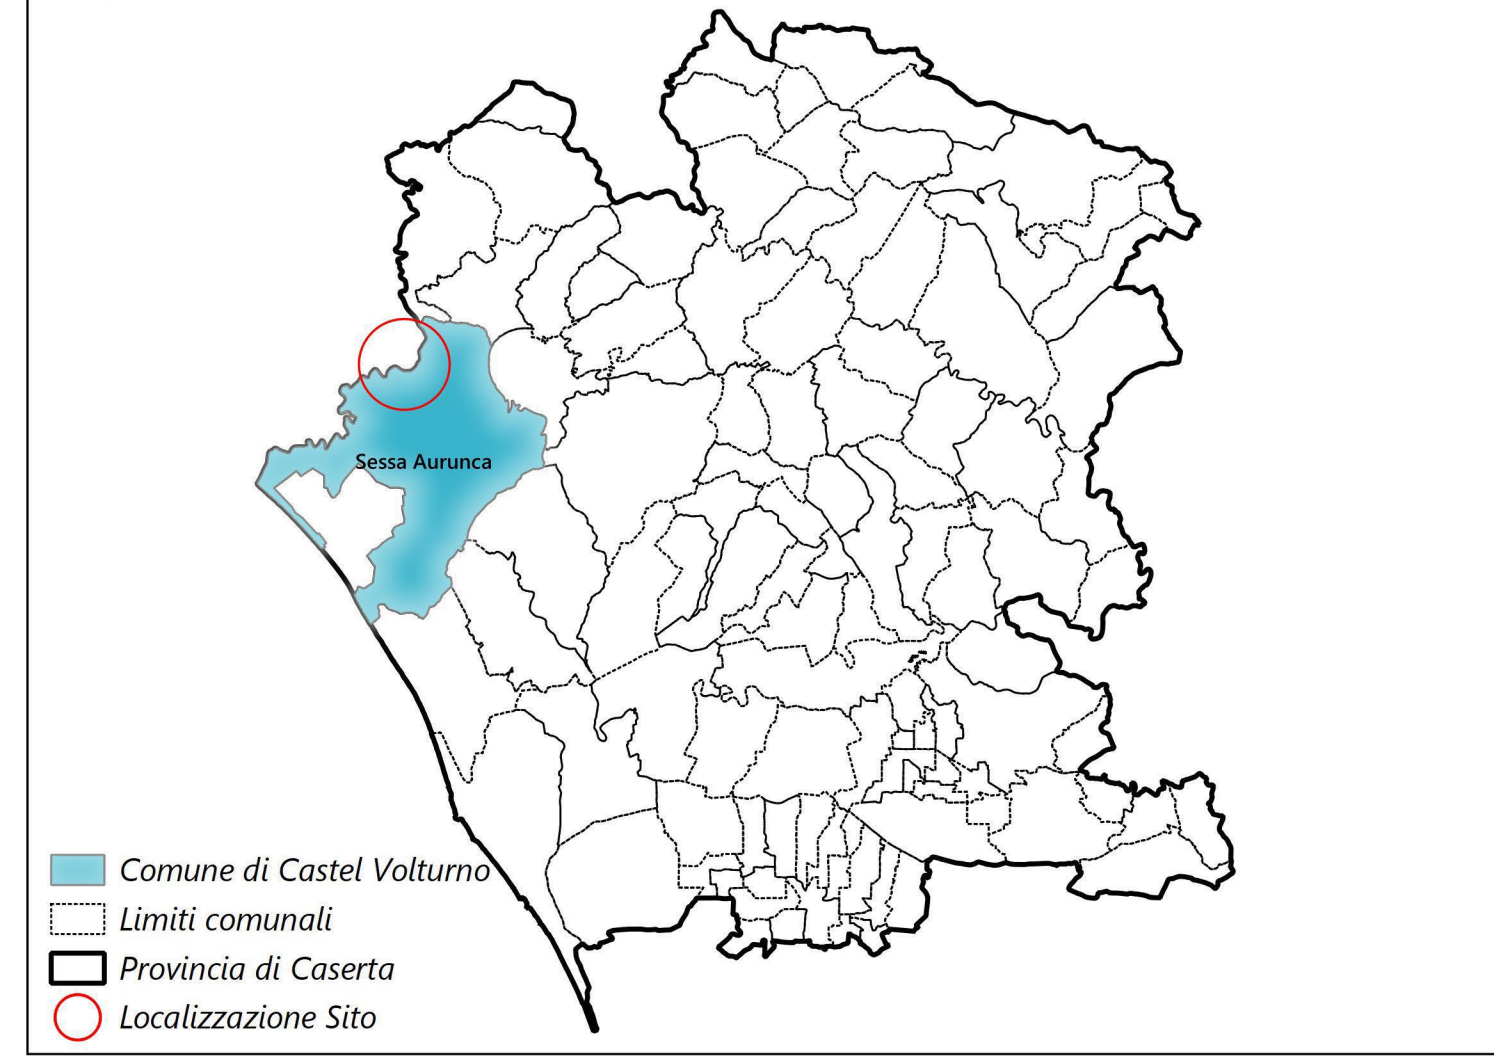 Sessa Aurunca
Comune di Castel Volturno
Limiti comunali
Provincia di Caserta
Localizzazione Sito